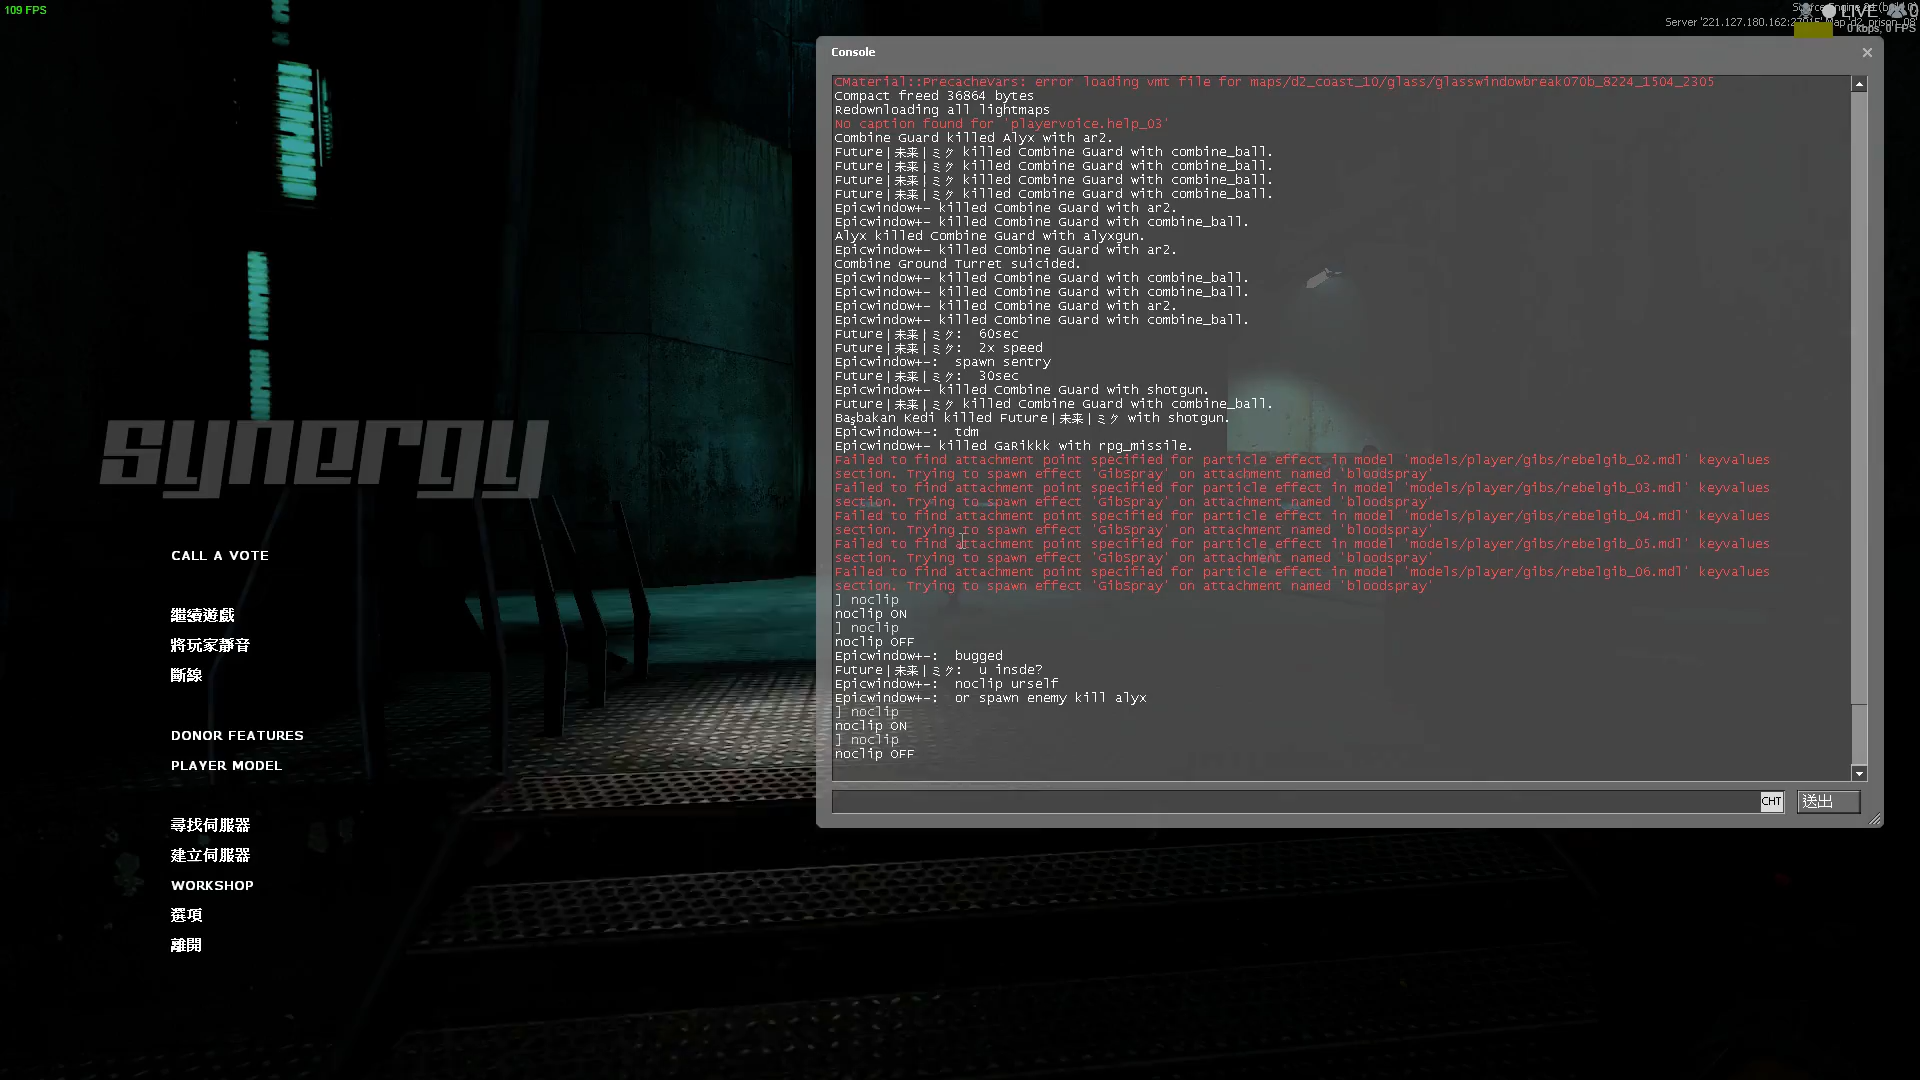 109 FPS
LIVE 0
Server '221.127.180.162:27015' Map 'd2_prison_08'
0 kbps, 0 FPS
Console
CMaterial::PrecacheVars: error loading vmt file for maps/d2_coast_10/glass/glasswindowbreak070b_8224_1504_2305
Compact freed 36864 bytes
Redownloading all lightmaps
No caption found for 'playervoice.help_03'
Combine Guard killed Alyx with ar2.
Future|未来|ミク killed Combine Guard with combine_ball.
Future|未来|ミク killed Combine Guard with combine_ball.
Future|未来|ミク killed Combine Guard with combine_ball.
Future|未来|ミク killed Combine Guard with combine_ball.
Epicwindow+- killed Combine Guard with ar2.
Epicwindow+- killed Combine Guard with combine_ball.
Alyx killed Combine Guard with alyxgun.
Epicwindow+- killed Combine Guard with ar2.
Combine Ground Turret suicided.
Epicwindow+- killed Combine Guard with combine_ball.
Epicwindow+- killed Combine Guard with combine_ball.
Epicwindow+- killed Combine Guard with ar2.
Epicwindow+- killed Combine Guard with combine_ball.
Future|未来|ミク:  60sec
Future|未来|ミク:  2x speed
Epicwindow+-:  spawn sentry
Future|未来|ミク:  30sec
Epicwindow+- killed Combine Guard with shotgun.
Future|未来|ミク killed Combine Guard with combine_ball.
Başbakan Kedi killed Future|未来|ミク with shotgun.
Epicwindow+-:  tdm
Epicwindow+- killed GaRikkk with rpg_missile.
Failed to find attachment point specified for particle effect in model 'models/player/gibs/rebelgib_02.mdl' keyvalues
section. Trying to spawn effect 'GibSpray' on attachment named 'bloodspray'
Failed to find attachment point specified for particle effect in model 'models/player/gibs/rebelgib_03.mdl' keyvalues
section. Trying to spawn effect 'GibSpray' on attachment named 'bloodspray'
Failed to find attachment point specified for particle effect in model 'models/player/gibs/rebelgib_04.mdl' keyvalues
section. Trying to spawn effect 'GibSpray' on attachment named 'bloodspray'
Failed to find attachment point specified for particle effect in model 'models/player/gibs/rebelgib_05.mdl' keyvalues
section. Trying to spawn effect 'GibSpray' on attachment named 'bloodspray'
Failed to find attachment point specified for particle effect in model 'models/player/gibs/rebelgib_06.mdl' keyvalues
section. Trying to spawn effect 'GibSpray' on attachment named 'bloodspray'
] noclip
noclip ON
] noclip
noclip OFF
Epicwindow+-:  bugged
Future|未来|ミク:  u insde?
Epicwindow+-:  noclip urself
Epicwindow+-:  or spawn enemy kill alyx
] noclip
noclip ON
] noclip
noclip OFF
CHT
送出
synergy
CALL A VOTE
繼續遊戲
將玩家靜音
斷線
DONOR FEATURES
PLAYER MODEL
尋找伺服器
建立伺服器
WORKSHOP
選項
離開